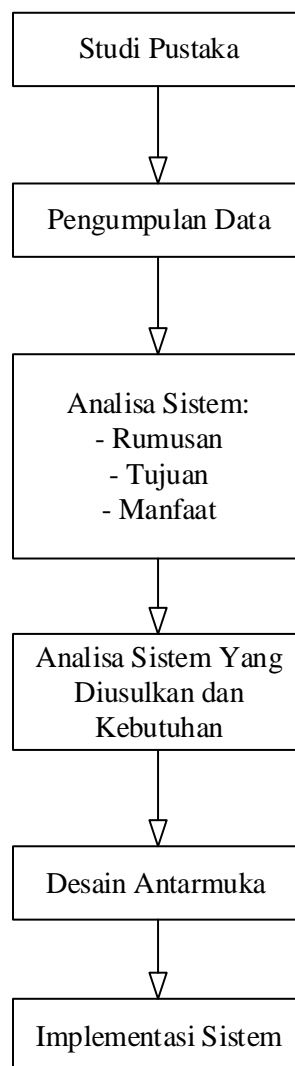 Studi Pustaka
Pengumpulan Data
Analisa Sistem:
- Rumusan
- Tujuan
- Manfaat
Analisa Sistem Yang
Diusulkan dan
Kebutuhan
Desain Antarmuka
Implementasi Sistem